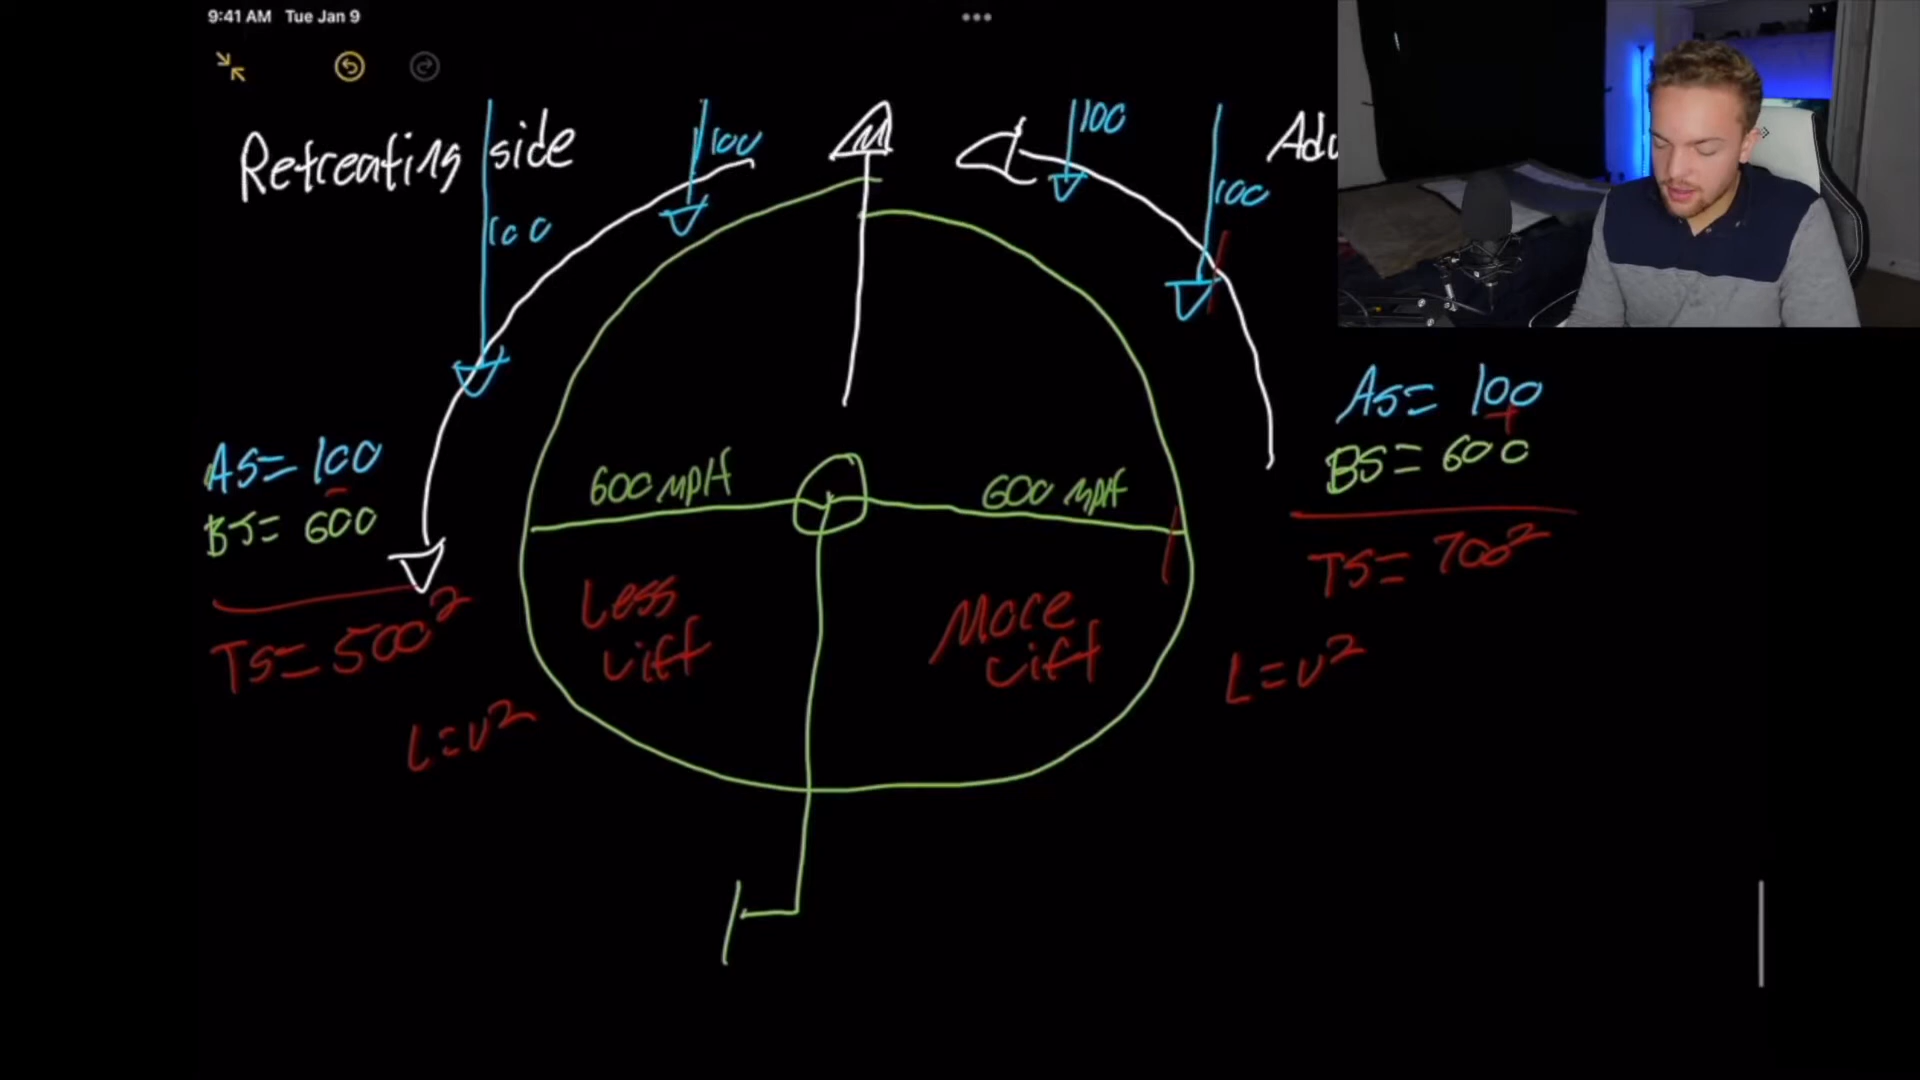 9:41 AM Tue Jan 9
Retreating side
100
100
100
100
Adv
AS= 100
BS= 600
TS= 500²
L=v²
600 MPH
600 MPH
Less
Lift
More
Lift
AS= 100
+
BS= 600
TS= 700²
L=v²